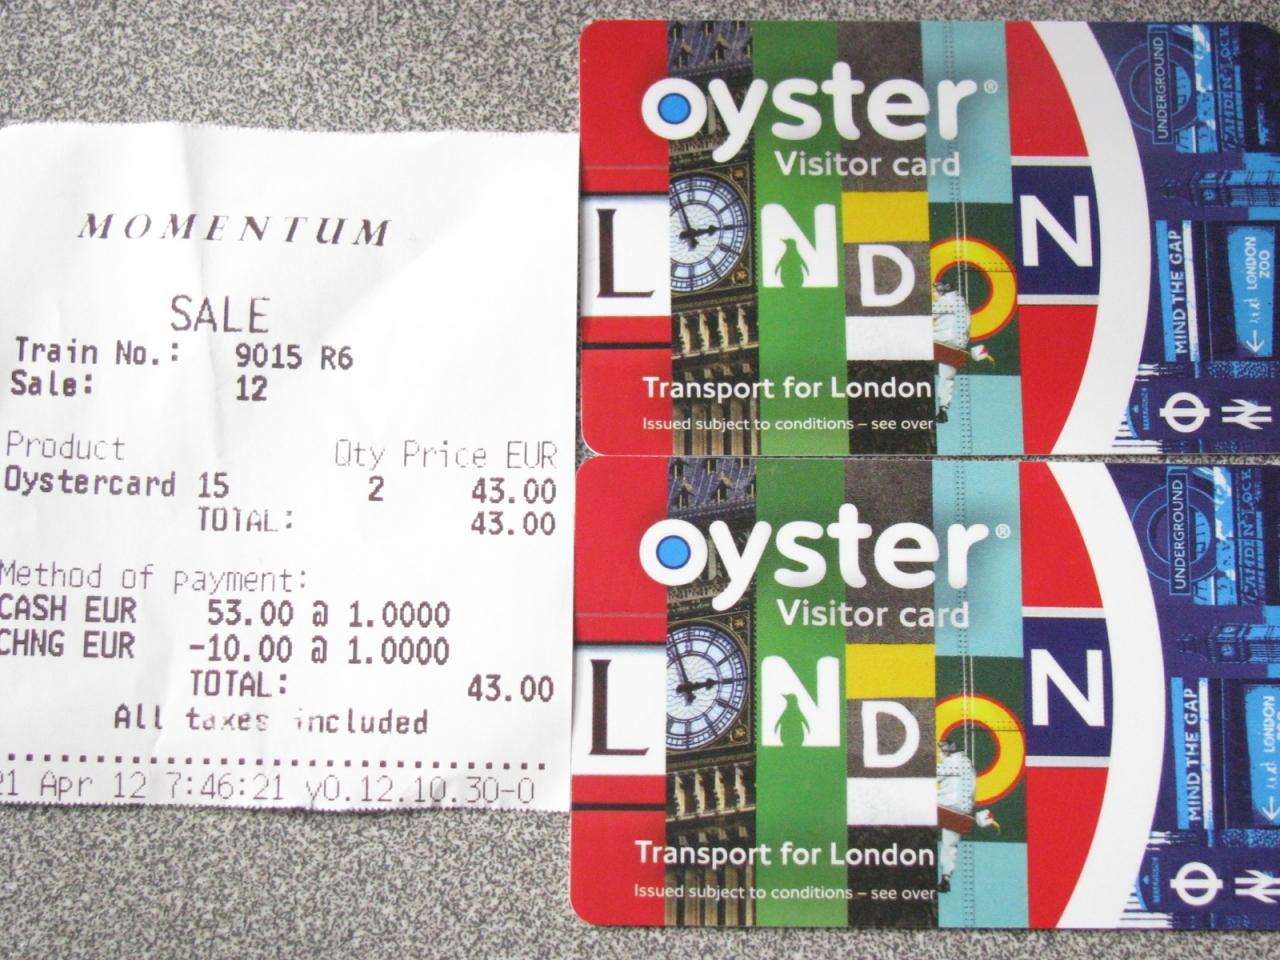 MOMENTUM
SALE
Train No.: 9015 R6
Sale: 12
Product Qty Price EUR
Oystercard 15 2 43.00
TOTAL: 43.00
Method of payment:
CASH EUR 53.00 @ 1.0000
CHNG EUR -10.00 @ 1.0000
TOTAL: 43.00
All taxes included
21 Apr 12 7:46:21 v0.12.10.30-0
oyster®
Visitor card
LONDON
Transport for London
Issued subject to conditions – see over
UNDERGROUND
CAMDEN LOCK
MIND THE GAP
LONDON
ZOO
oyster®
Visitor card
LONDON
Transport for London
Issued subject to conditions – see over
UNDERGROUND
CAMDEN LOCK
MIND THE GAP
LONDON
ZOO